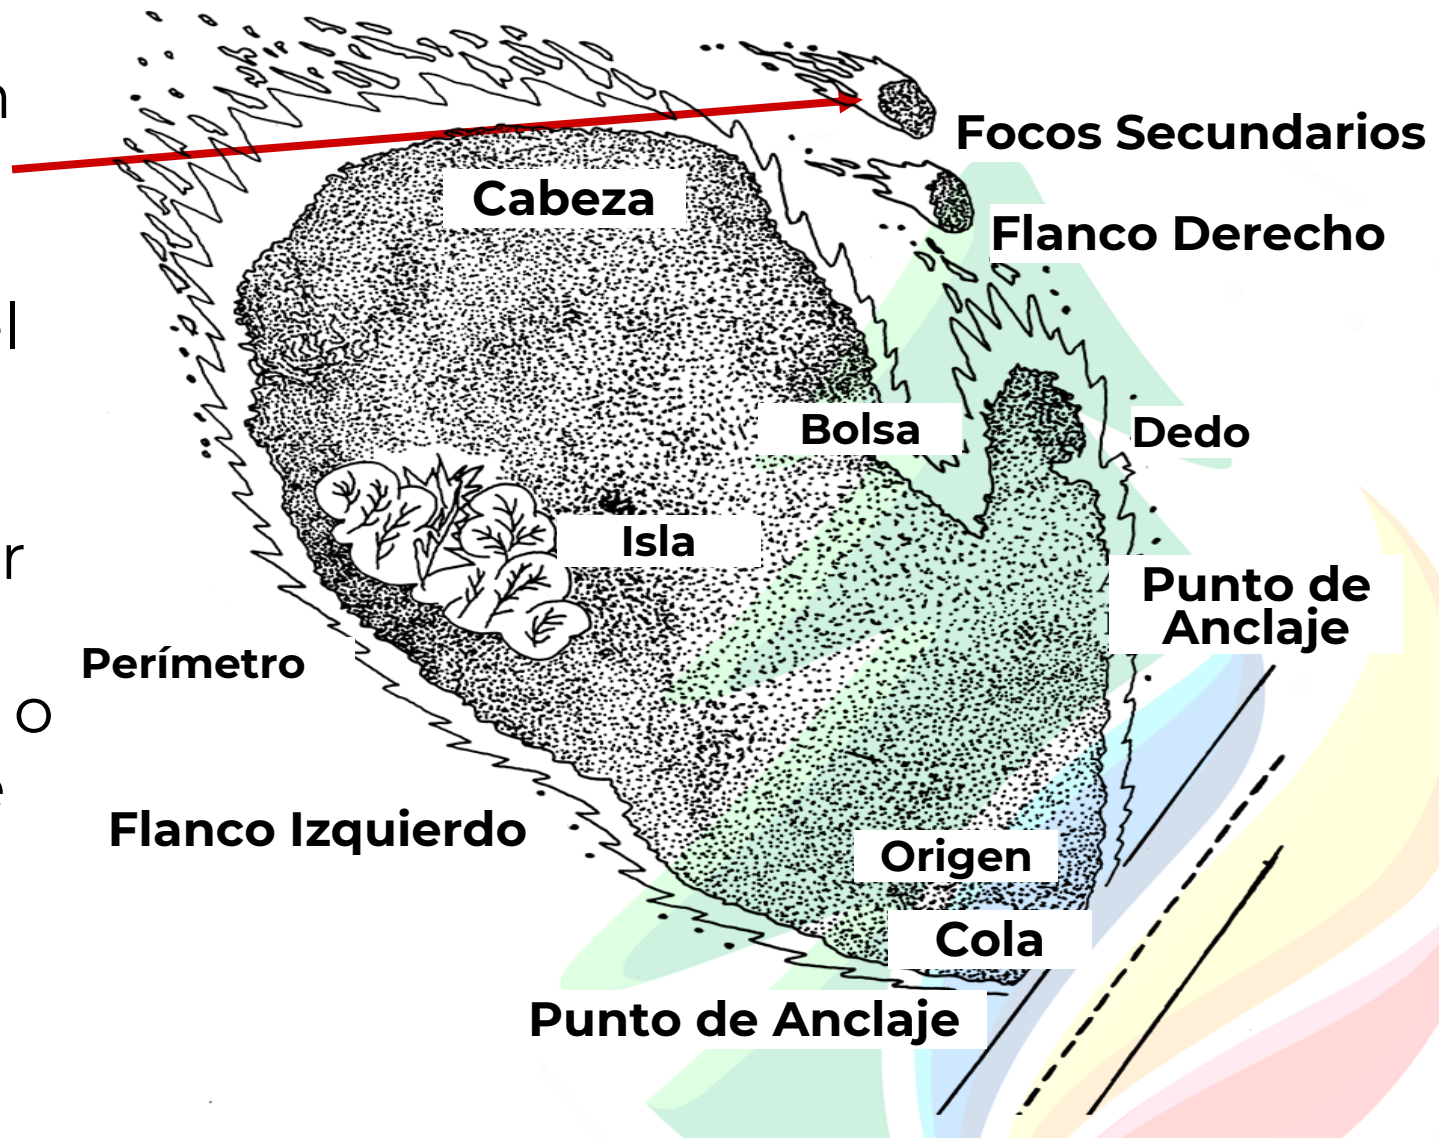 Focos Secundarios
Cabeza
Flanco Derecho
Bolsa
Dedo
Isla
Punto de
Anclaje
Perímetro
o
Flanco Izquierdo
Origen
Cola
Punto de Anclaje